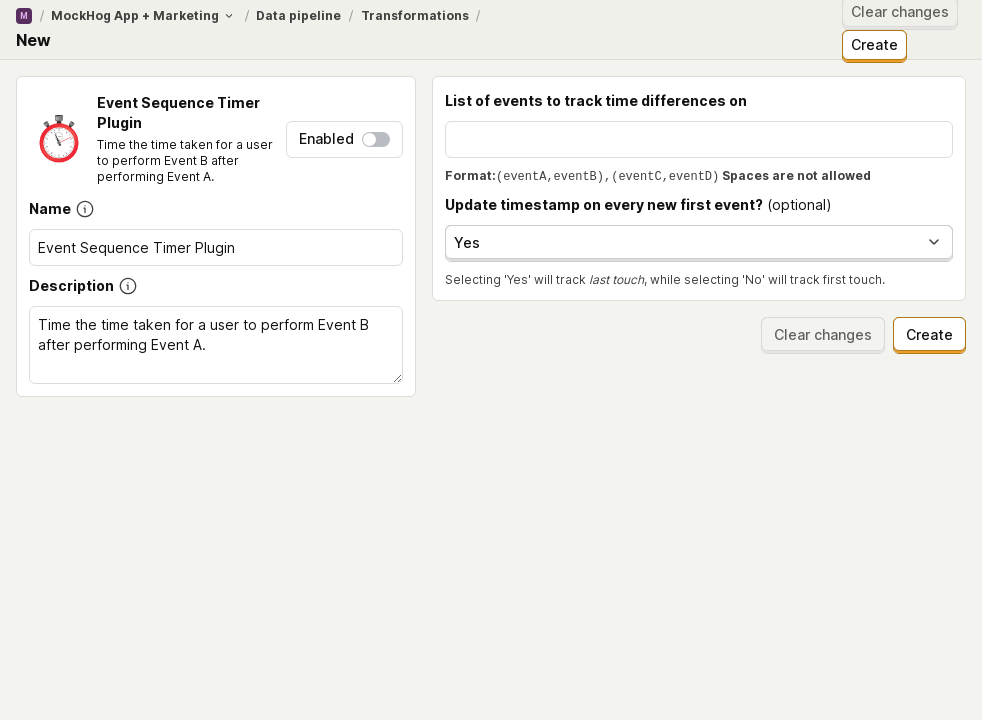 M / MockHog App + Marketing / Data pipeline / Transformations /
New
Clear changes
Create
Event Sequence Timer
Plugin
Time the time taken for a user
to perform Event B after
performing Event A.
Enabled
Name
Event Sequence Timer Plugin
Description
Time the time taken for a user to perform Event B
after performing Event A.
List of events to track time differences on
Format:(eventA,eventB),(eventC,eventD) Spaces are not allowed
Update timestamp on every new first event? (optional)
Yes
Selecting 'Yes' will track last touch, while selecting 'No' will track first touch.
Clear changes
Create